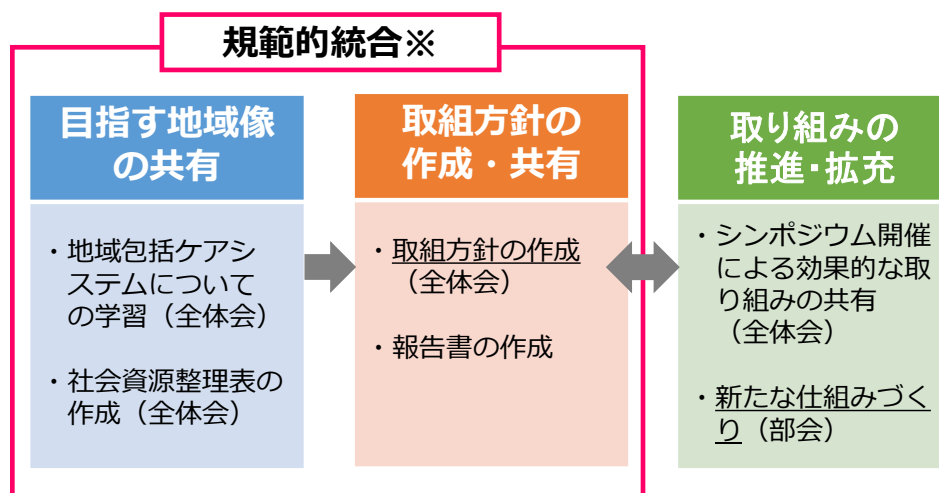 規範的統合※
目指す地域像
の共有
・地域包括ケアシ
ステムについて
の学習（全体会）
・社会資源整理表の
作成（全体会）
取組方針の
作成・共有
・取組方針の作成
（全体会）
・報告書の作成
取り組みの
推進・拡充
・シンポジウム開催
による効果的な取
り組みの共有
（全体会）
・新たな仕組みづく
り（部会）